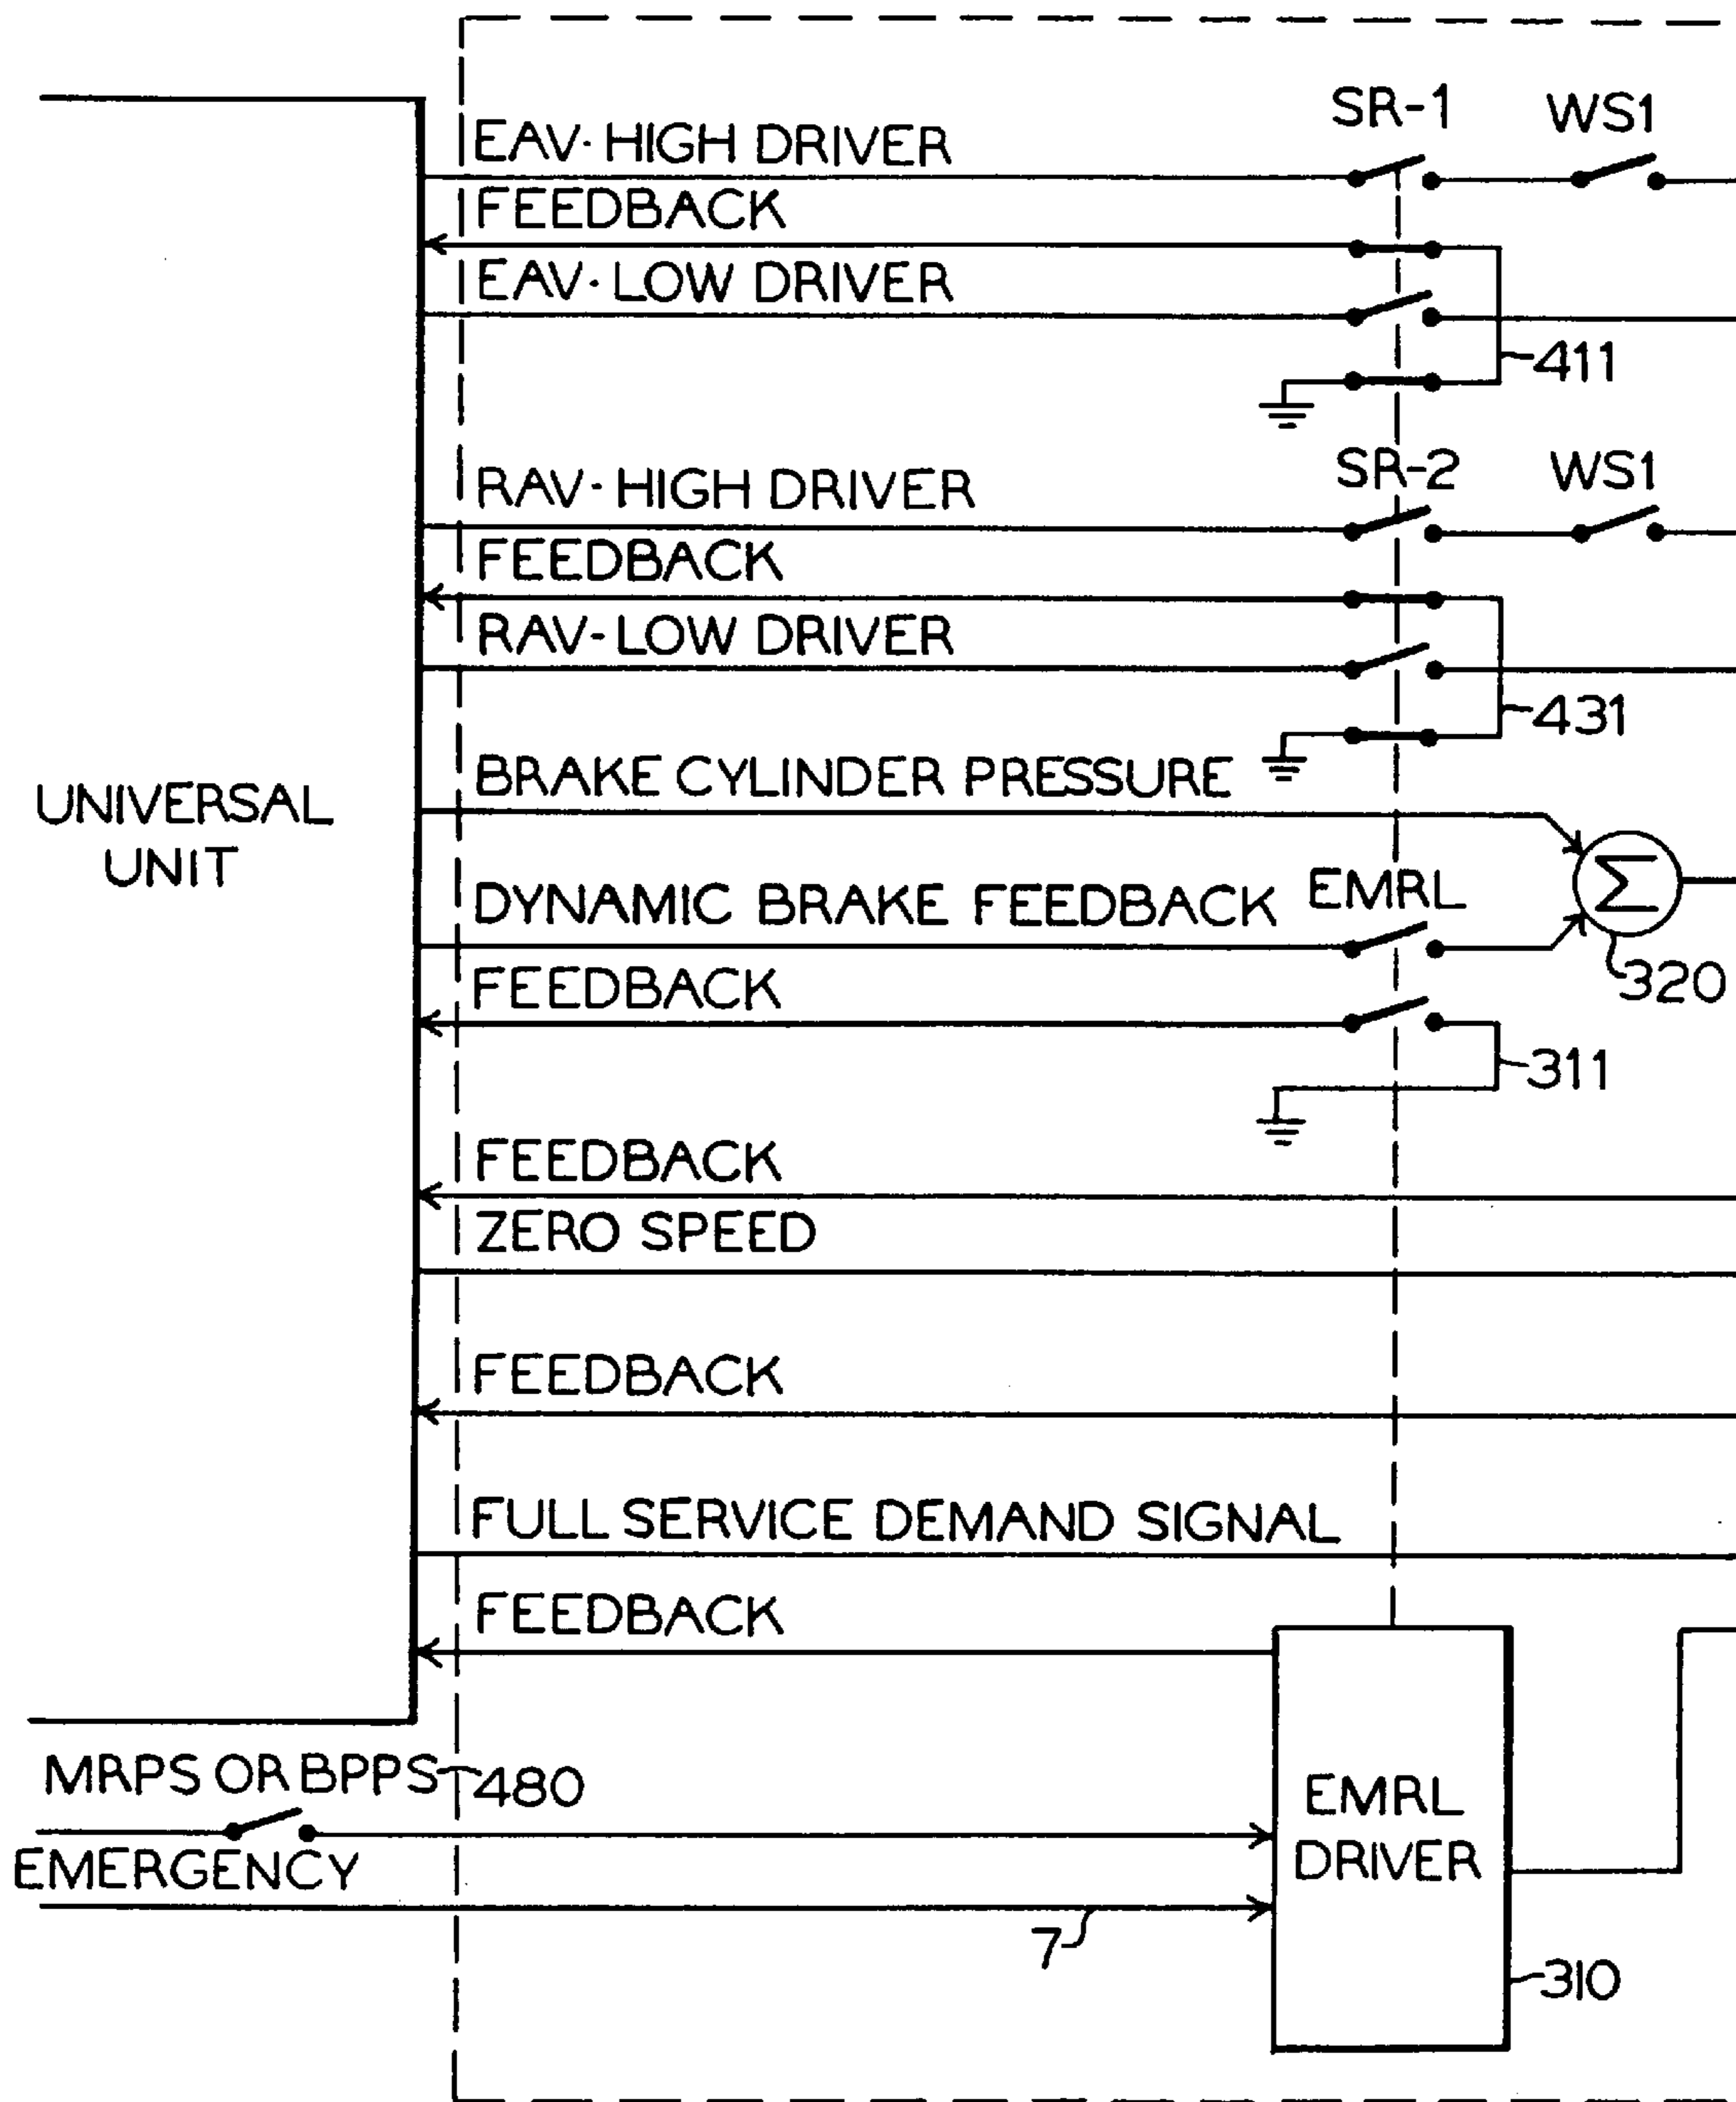 SR-1 WS1
EAV-HIGH DRIVER
FEEDBACK
EAV-LOW DRIVER
411
SR-2 WS1
RAV-HIGH DRIVER
FEEDBACK
RAV-LOW DRIVER
431
BRAKE CYLINDER PRESSURE
UNIVERSAL
UNIT
Σ
DYNAMIC BRAKE FEEDBACK EMRL
320
FEEDBACK
311
FEEDBACK
ZERO SPEED
FEEDBACK
FULL SERVICE DEMAND SIGNAL
FEEDBACK
MRPS OR BPPS 480
EMERGENCY
EMRL
DRIVER
7
310